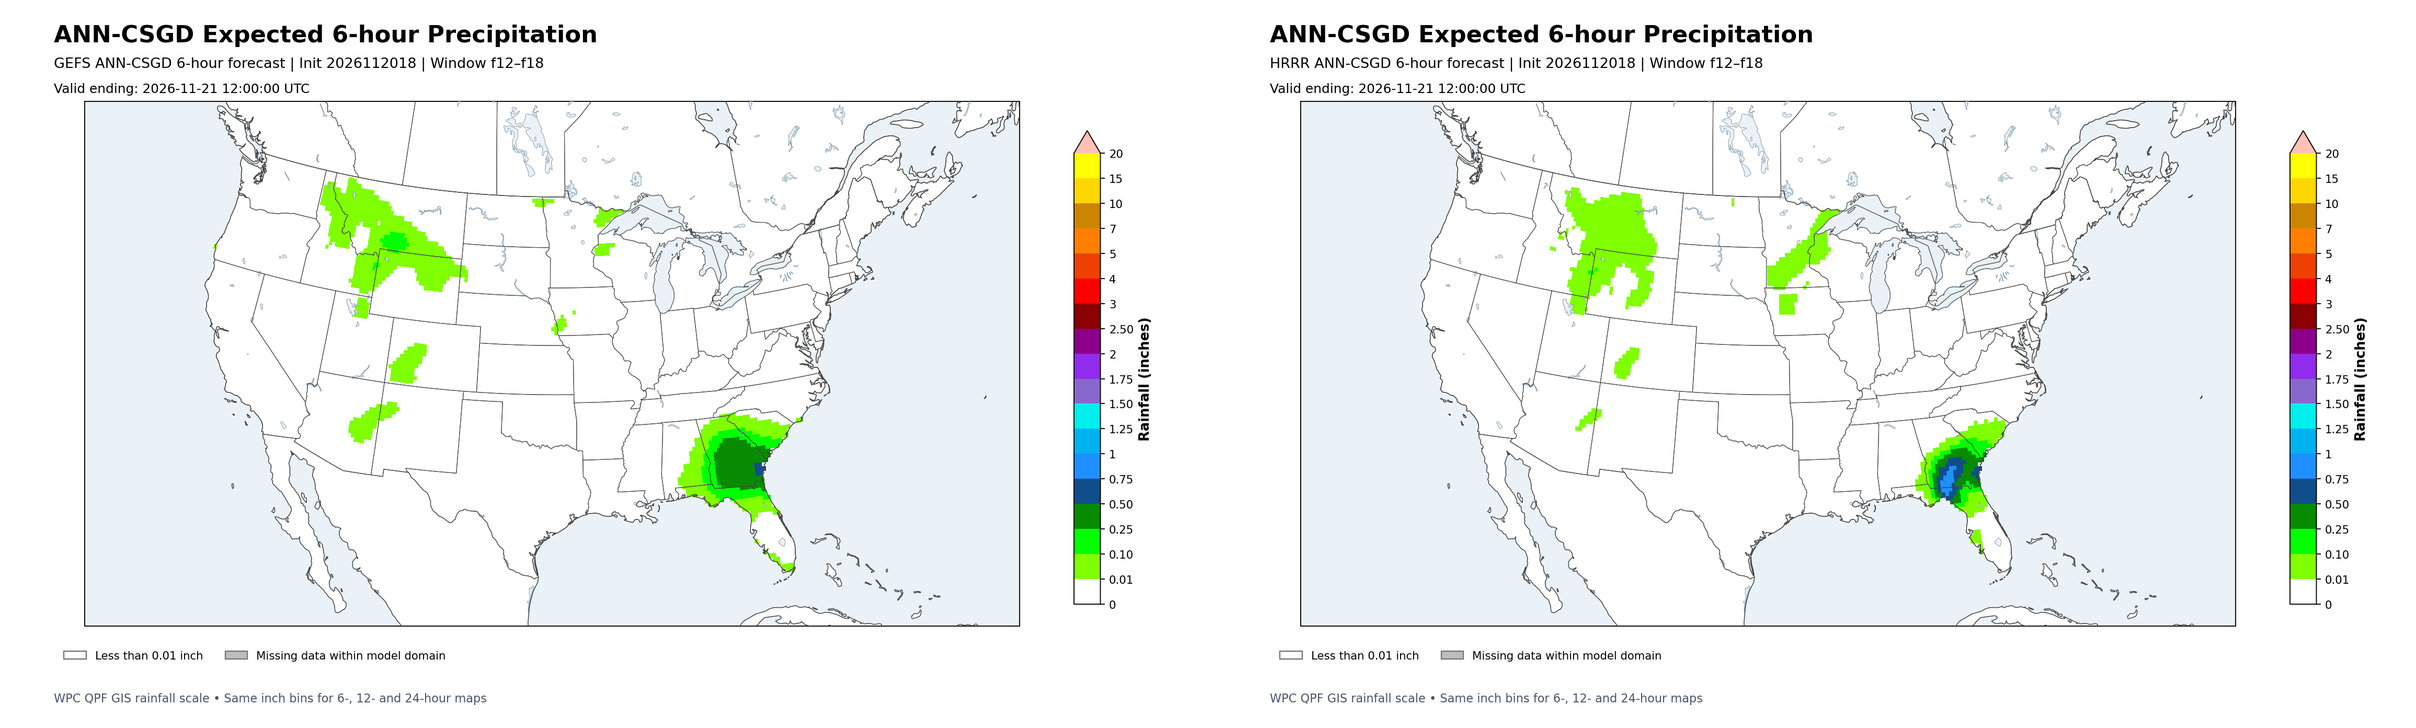 ANN-CSGD Expected 6-hour Precipitation
GEFS ANN-CSGD 6-hour forecast | Init 2026112018 | Window f12–f18
Valid ending: 2026-11-21 12:00:00 UTC
20
15
10
7
5
4
3
2.50
2
1.75
1.50
1.25
1
0.75
0.50
0.25
0.10
0.01
0
Rainfall (inches)
Less than 0.01 inch
Missing data within model domain
WPC QPF GIS rainfall scale • Same inch bins for 6-, 12- and 24-hour maps
ANN-CSGD Expected 6-hour Precipitation
HRRR ANN-CSGD 6-hour forecast | Init 2026112018 | Window f12–f18
Valid ending: 2026-11-21 12:00:00 UTC
20
15
10
7
5
4
3
2.50
2
1.75
1.50
1.25
1
0.75
0.50
0.25
0.10
0.01
0
Rainfall (inches)
Less than 0.01 inch
Missing data within model domain
WPC QPF GIS rainfall scale • Same inch bins for 6-, 12- and 24-hour maps